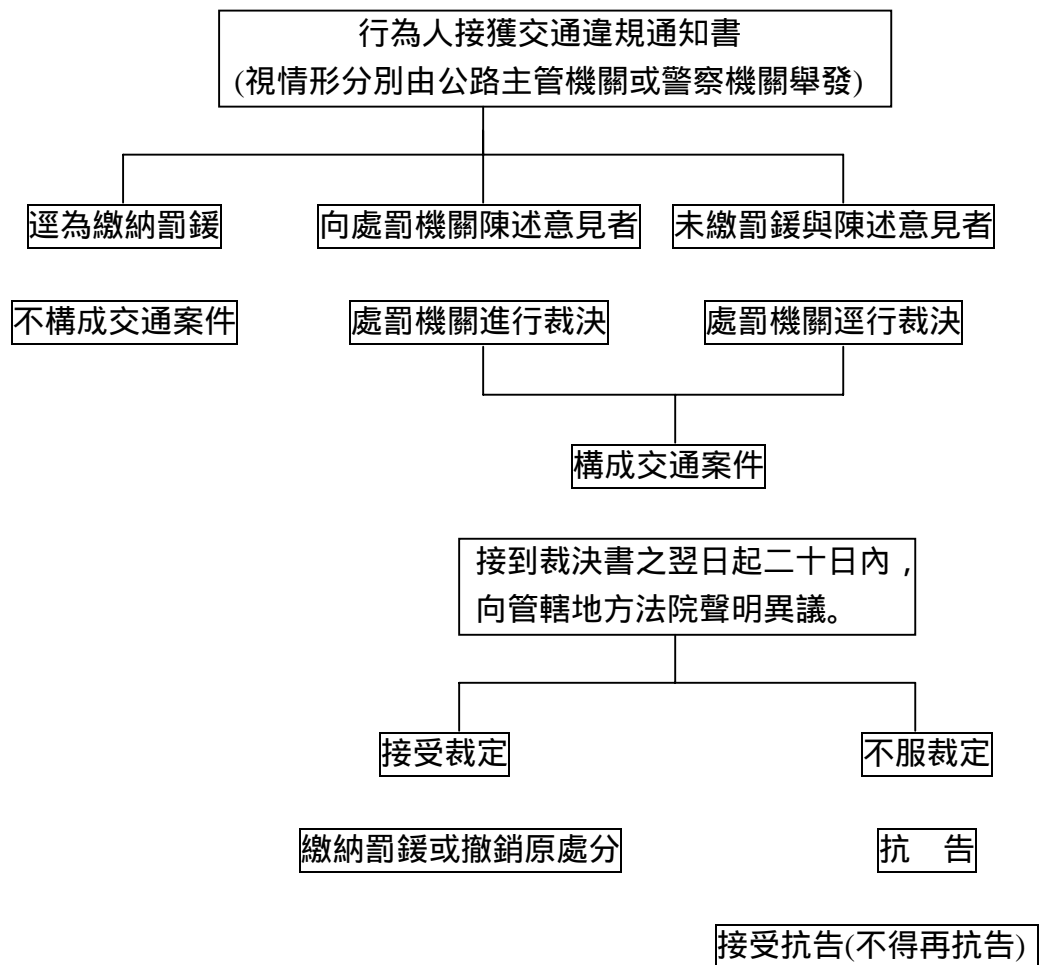 行為人接獲交通違規通知書
(視情形分別由公路主管機關或警察機關舉發)
逕為繳納罰鍰
向處罰機關陳述意見者
未繳罰鍰與陳述意見者
不構成交通案件
處罰機關進行裁決
處罰機關逕行裁決
構成交通案件
接到裁決書之翌日起二十日內，
向管轄地方法院聲明異議。
接受裁定
不服裁定
繳納罰鍰或撤銷原處分
抗　告
接受抗告(不得再抗告)